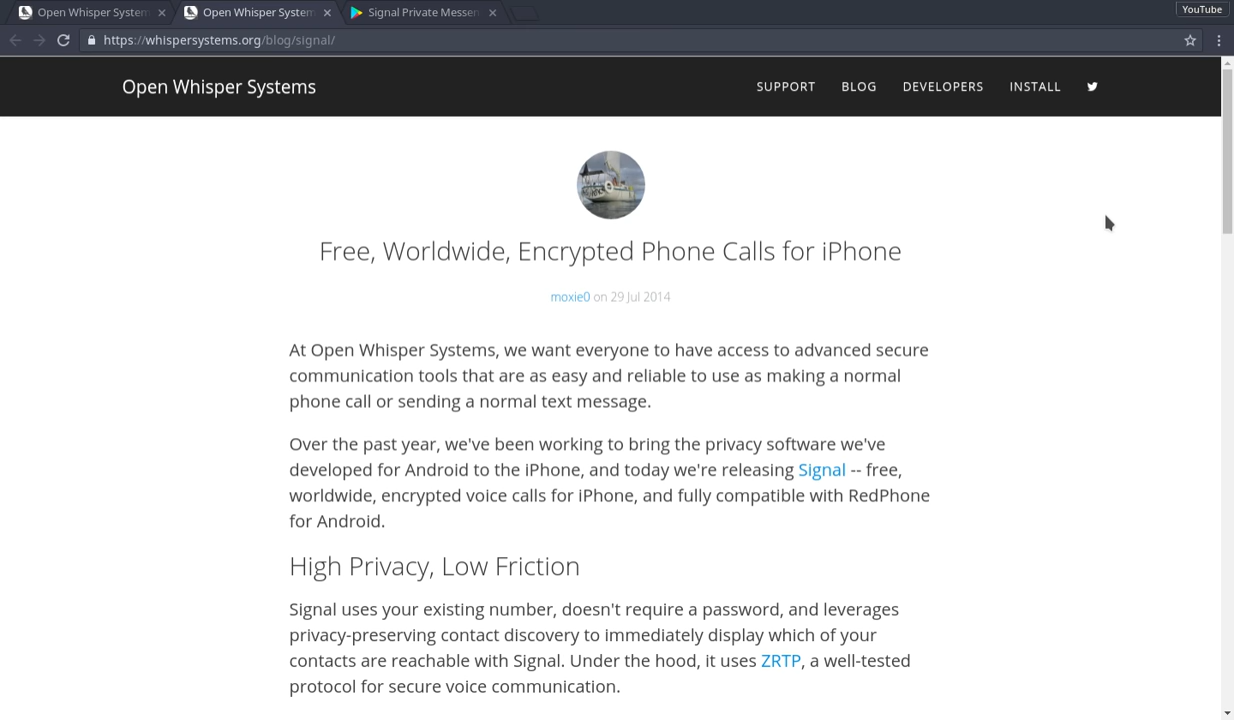 Open Whisper System
Open Whisper System
Signal Private Messen
YouTube
https://whispersystems.org/blog/signal/
Open Whisper Systems
SUPPORT BLOG DEVELOPERS INSTALL
Free, Worldwide, Encrypted Phone Calls for iPhone
moxie0 on 29 Jul 2014
At Open Whisper Systems, we want everyone to have access to advanced secure
communication tools that are as easy and reliable to use as making a normal
phone call or sending a normal text message.
Over the past year, we've been working to bring the privacy software we've
developed for Android to the iPhone, and today we're releasing Signal -- free,
worldwide, encrypted voice calls for iPhone, and fully compatible with RedPhone
for Android.
High Privacy, Low Friction
Signal uses your existing number, doesn't require a password, and leverages
privacy-preserving contact discovery to immediately display which of your
contacts are reachable with Signal. Under the hood, it uses ZRTP, a well-tested
protocol for secure voice communication.